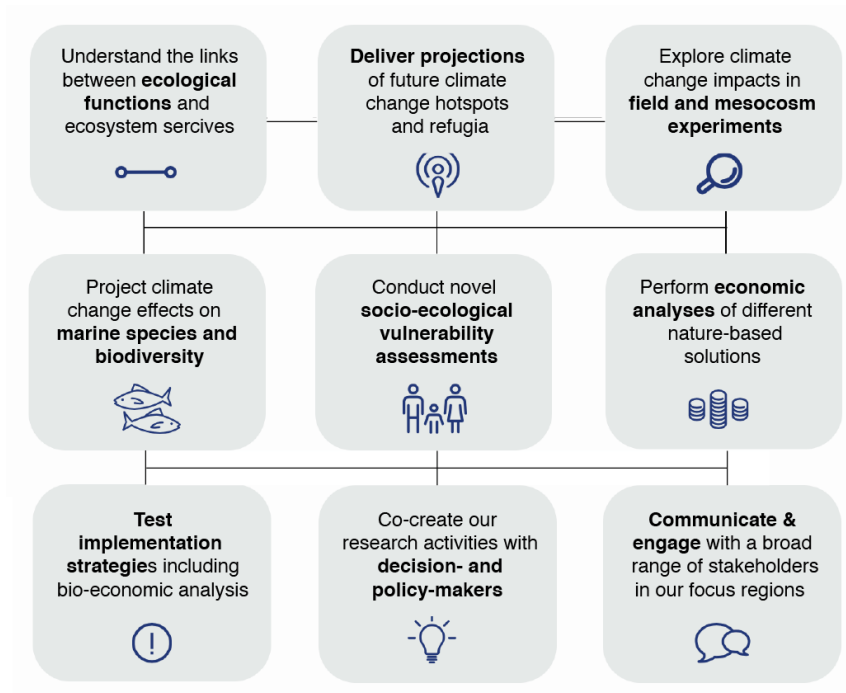 Understand the links
between ecological
functions and
ecosystem sercives
Deliver projections
of future climate
change hotspots
and refugia
Explore climate
change impacts in
field and mesocosm
experiments
Project climate
change effects on
marine species and
biodiversity
Conduct novel
socio-ecological
vulnerability
assessments
Perform economic
analyses of different
nature-based
solutions
Test
implementation
strategies including
bio-economic analysis
Co-create our
research activities with
decision- and
policy-makers
Communicate &
engage with a broad
range of stakeholders
in our focus regions